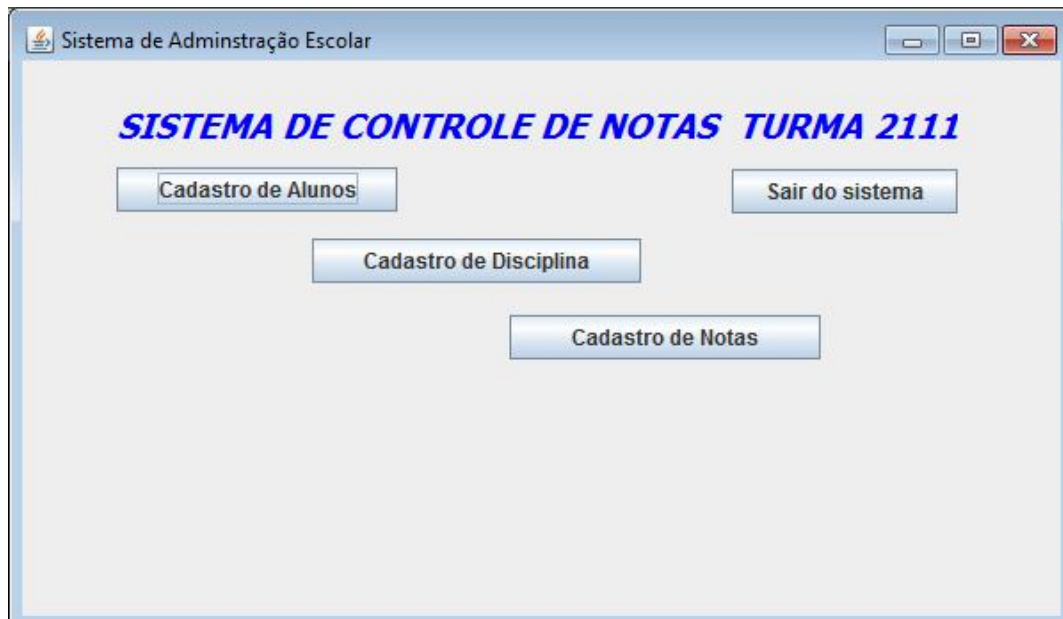 Sistema de Adminstração Escolar
SISTEMA DE CONTROLE DE NOTAS TURMA 2111
Cadastro de Alunos
Sair do sistema
Cadastro de Disciplina
Cadastro de Notas